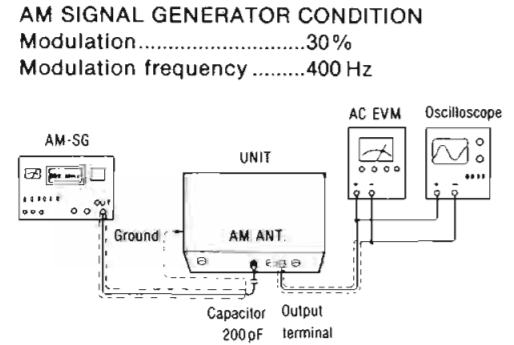 AM SIGNAL GENERATOR CONDITION
Modulation............................30%
Modulation frequency.........400 Hz
AC EVM Oscilloscope
AM-SG
UNIT
OUT
Ground
AM ANT.
Capacitor 200pF
Output terminal